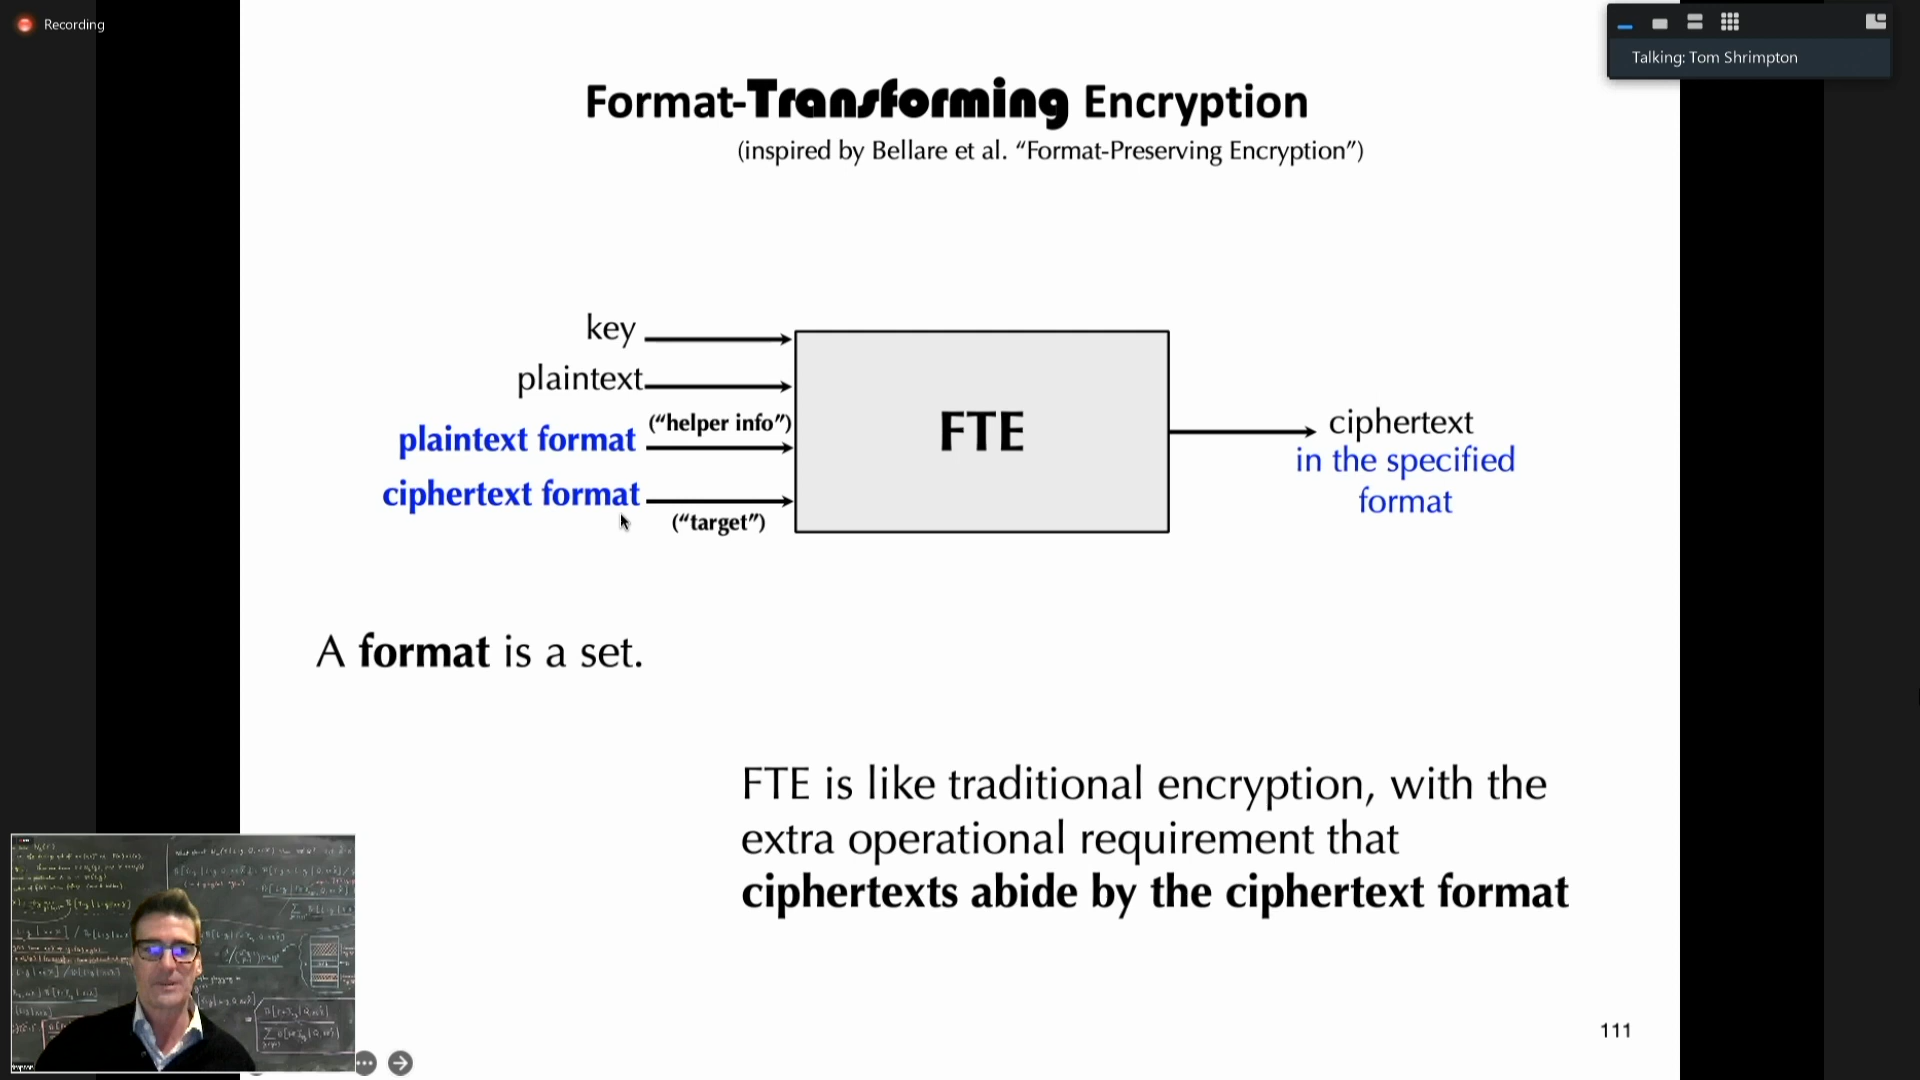 Recording
Talking: Tom Shrimpton
Format-Transforming Encryption
(inspired by Bellare et al. “Format-Preserving Encryption”)
key
plaintext
(“helper info”)
plaintext format
ciphertext format
(“target”)
FTE
ciphertext
in the specified
format
A format is a set.
FTE is like traditional encryption, with the
extra operational requirement that
ciphertexts abide by the ciphertext format
111